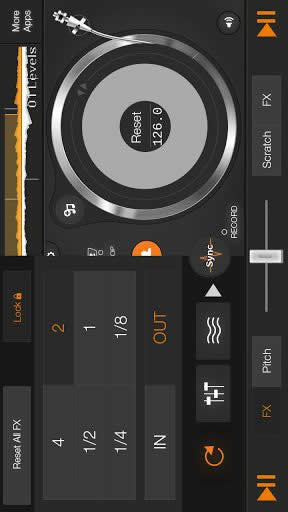 More
Apps
01 Levels
Reset
126.0
RECORD
Sync
FX
Scratch
Pitch
FX
Lock
Reset All FX
2
1
1/8
OUT
4
1/2
1/4
IN